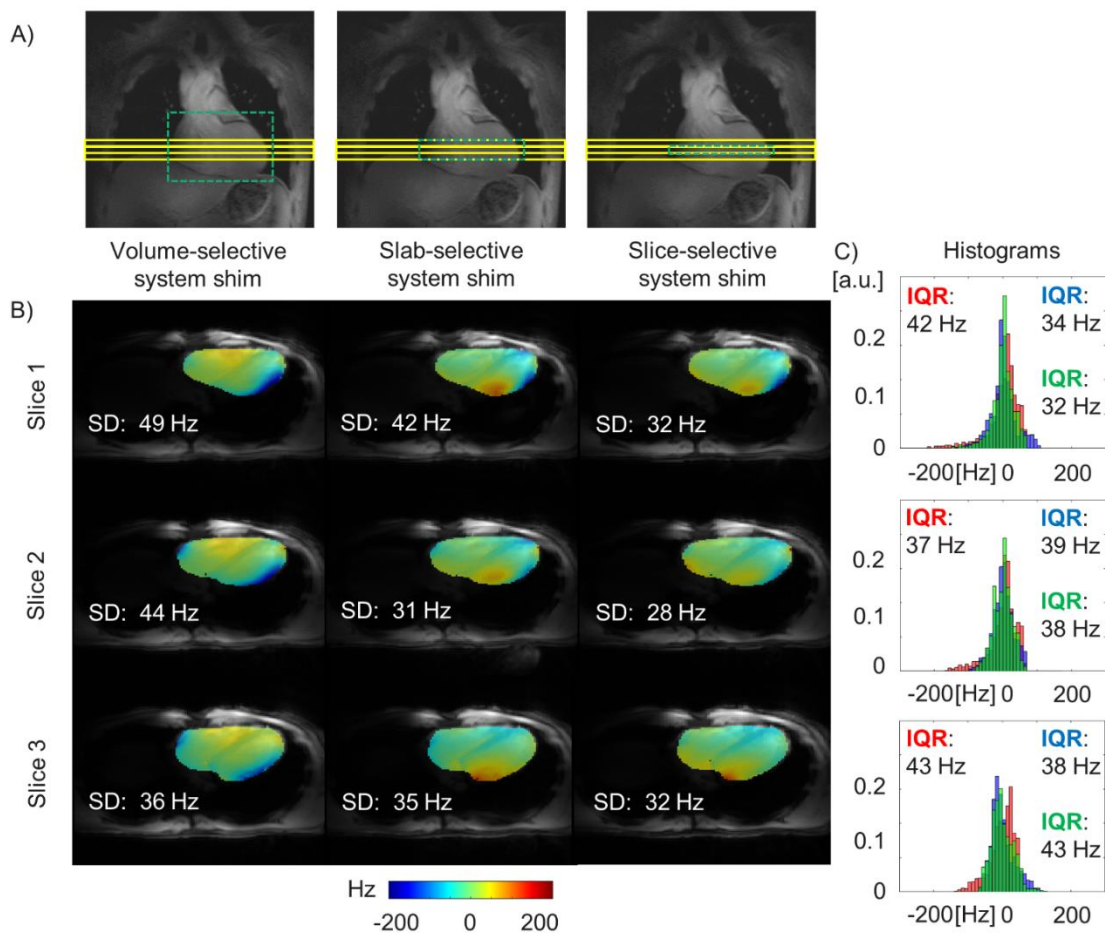 A)
Volume-selective
system shim
Slab-selective
system shim
Slice-selective
system shim
C)
Histograms
[a.u.]
B)
Slice 1
SD: 49 Hz
SD: 42 Hz
SD: 32 Hz
IQR:
42 Hz
IQR:
34 Hz
IQR:
32 Hz
0.2
0.1
0
-200[Hz] 0 200
Slice 2
SD: 44 Hz
SD: 31 Hz
SD: 28 Hz
IQR:
37 Hz
IQR:
39 Hz
IQR:
38 Hz
0.2
0.1
0
-200[Hz] 0 200
Slice 3
SD: 36 Hz
SD: 35 Hz
SD: 32 Hz
IQR:
43 Hz
IQR:
38 Hz
IQR:
43 Hz
0.2
0.1
0
-200[Hz] 0 200
Hz
-200 0 200